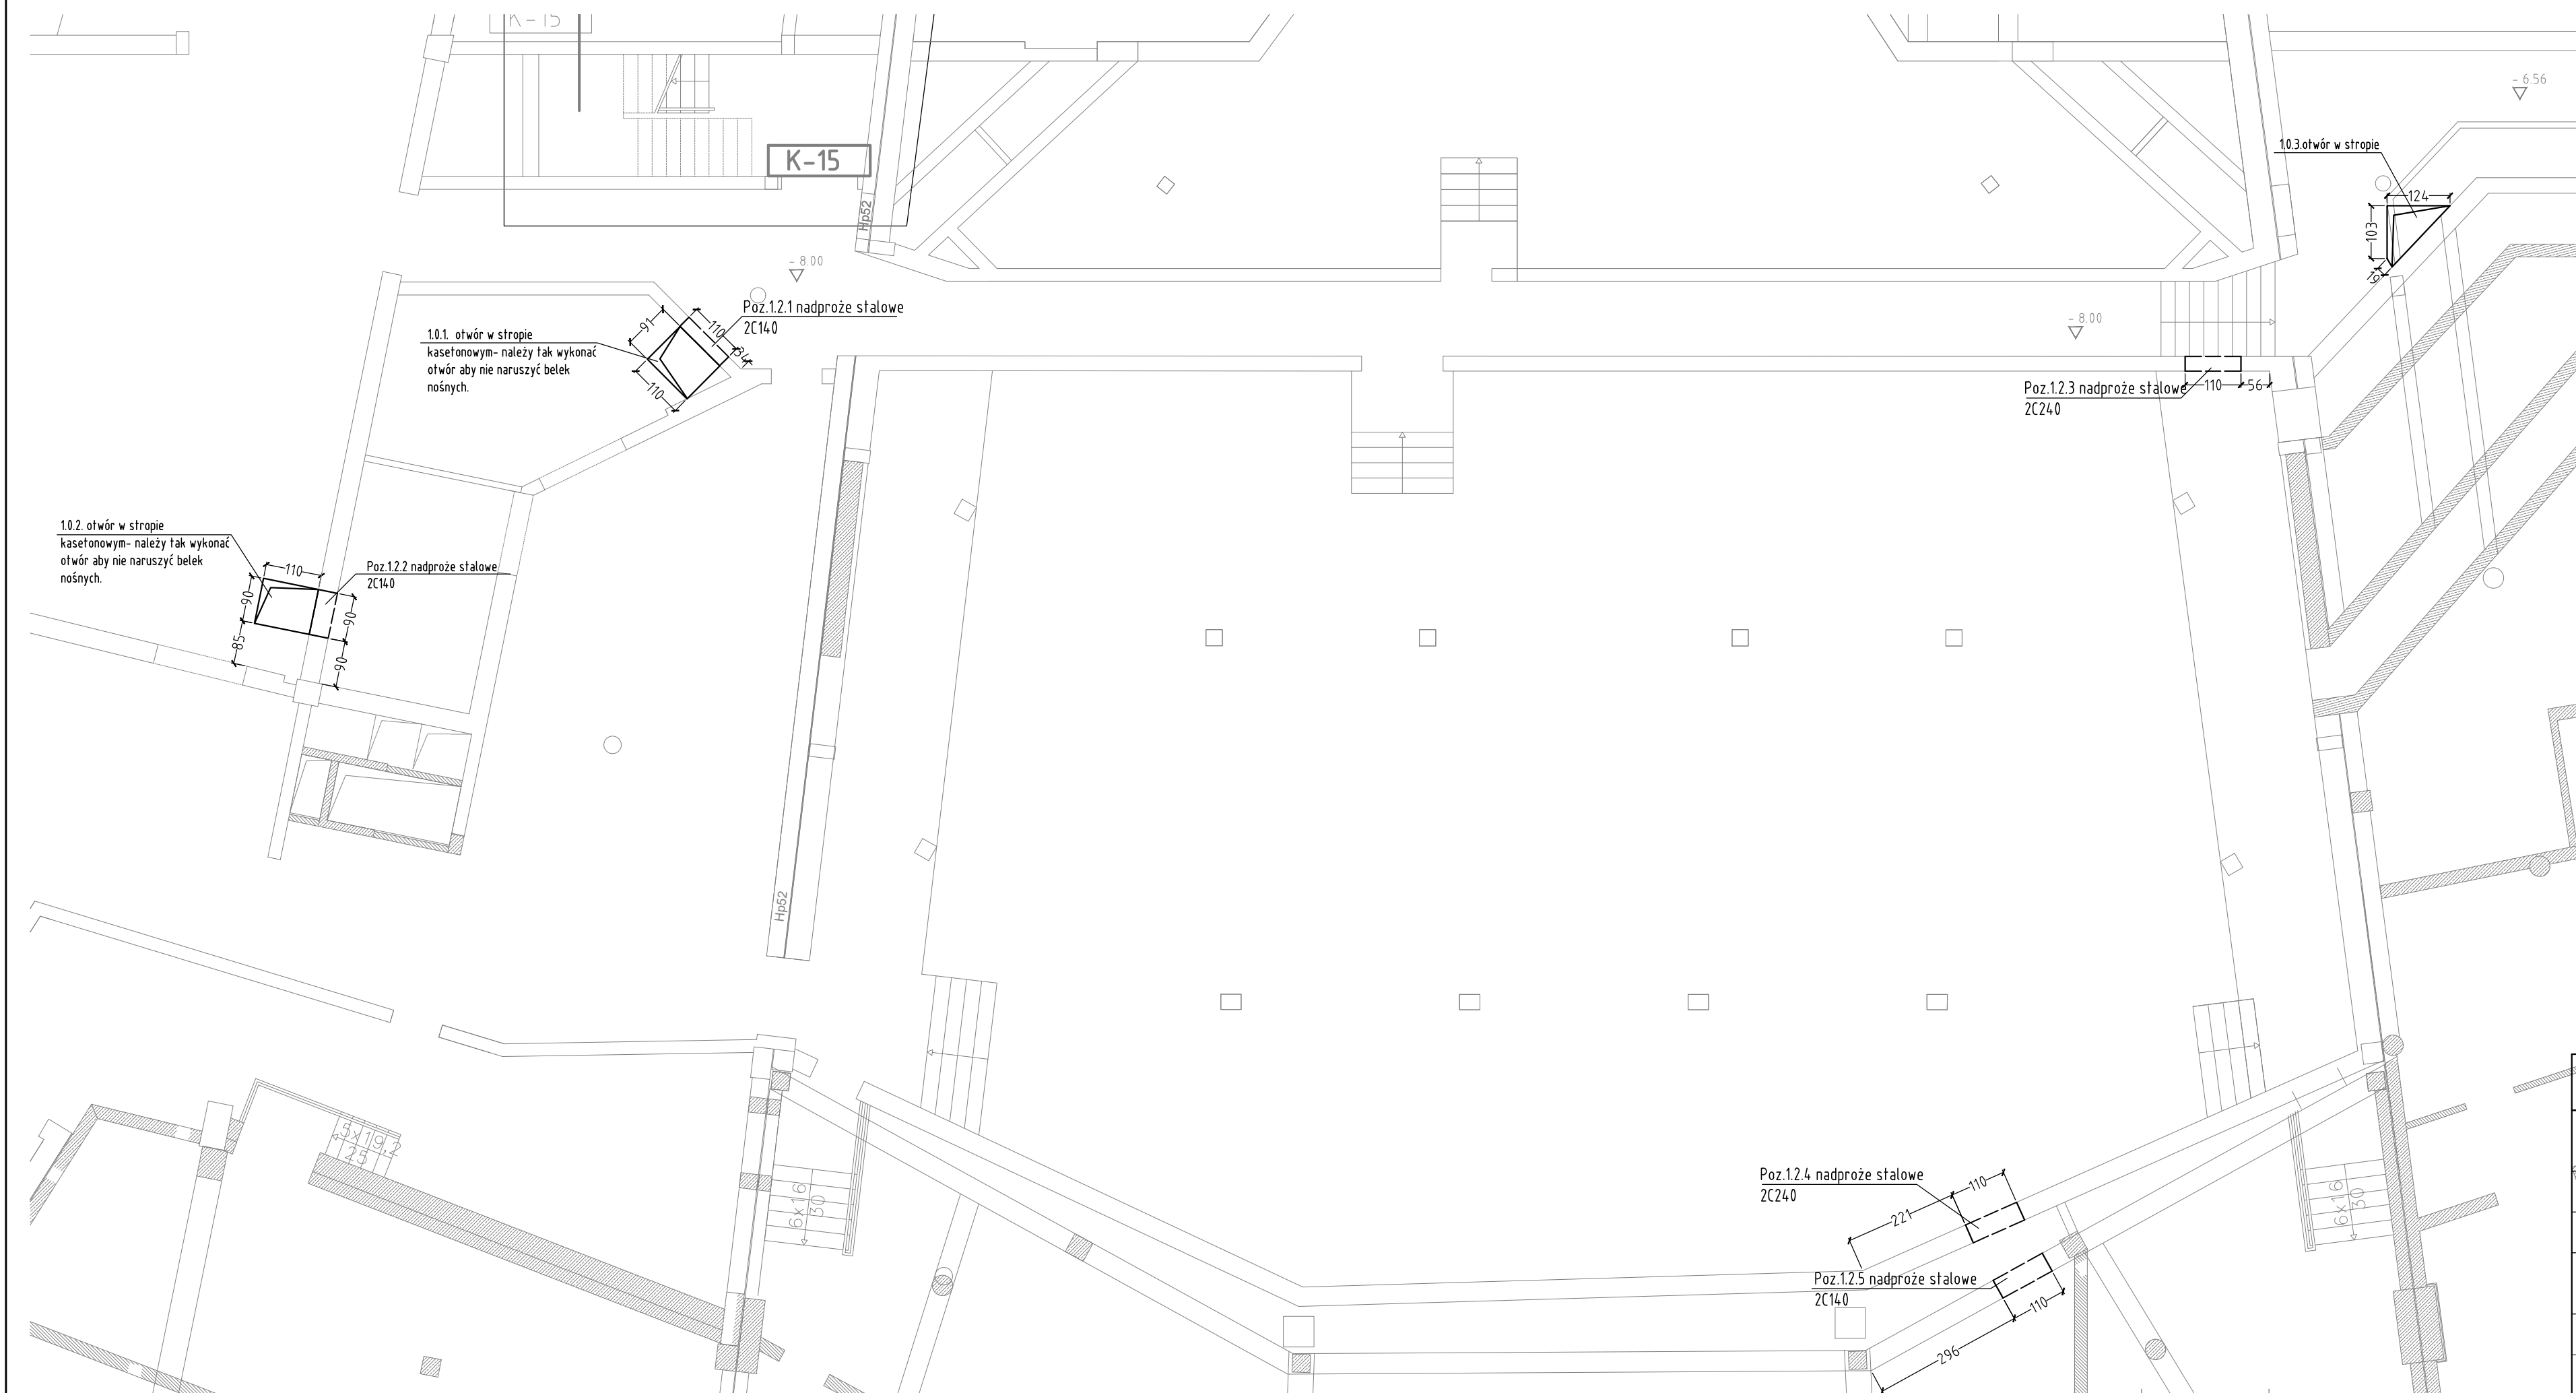 K-15
K-15
Hp52
- 6.56
- 8.00
- 8.00
1.0.3.otwór w stropie
124
103
19
Poz.1.2.1 nadproże stalowe
2C140
91
110
34
110
1.0.1. otwór w stropie
kasetonowym- należy tak wykonać
otwór aby nie naruszyć belek
nośnych.
Poz.1.2.3 nadproże stalowe
2C240
110
56
1.0.2. otwór w stropie
kasetonowym- należy tak wykonać
otwór aby nie naruszyć belek
nośnych.
Poz.1.2.2 nadproże stalowe
2C140
110
90
85
90
90
Hp52
5x19,2
25
6x16
30
Poz.1.2.4 nadproże stalowe
2C240
110
221
Poz.1.2.5 nadproże stalowe
2C140
110
296
6x16
30